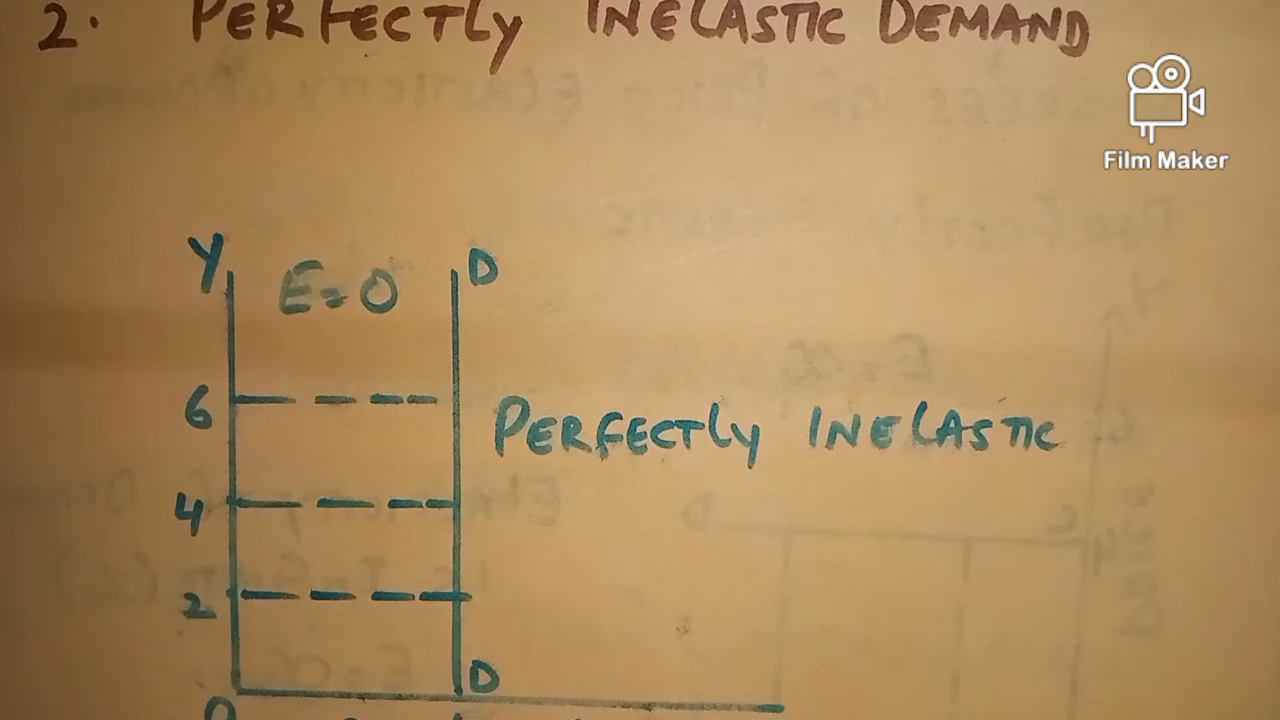 2. PERFECTLY INELASTIC DEMAND
Film Maker
Y
E=0
D
6
PERFECTLY INELASTIC
4
2
D